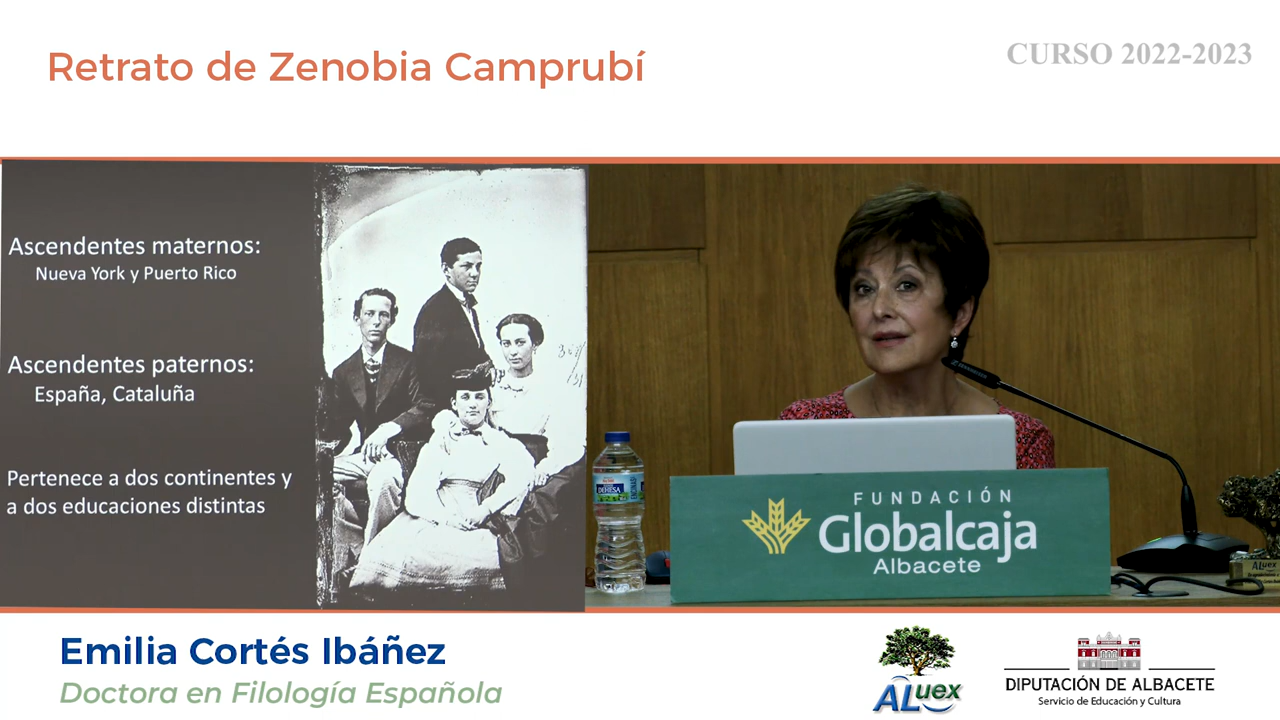 Retrato de Zenobia Camprubí
CURSO 2022-2023
Ascendentes maternos:
Nueva York y Puerto Rico
Ascendentes paternos:
España, Cataluña
Pertenece a dos continentes y
a dos educaciones distintas
FUNDACIÓN
Globalcaja
Albacete
DEHESA
ALuex
Emilia Cortés Ibáñez
Doctora en Filología Española
ALuex
DIPUTACIÓN DE ALBACETE
Servicio de Educación y Cultura